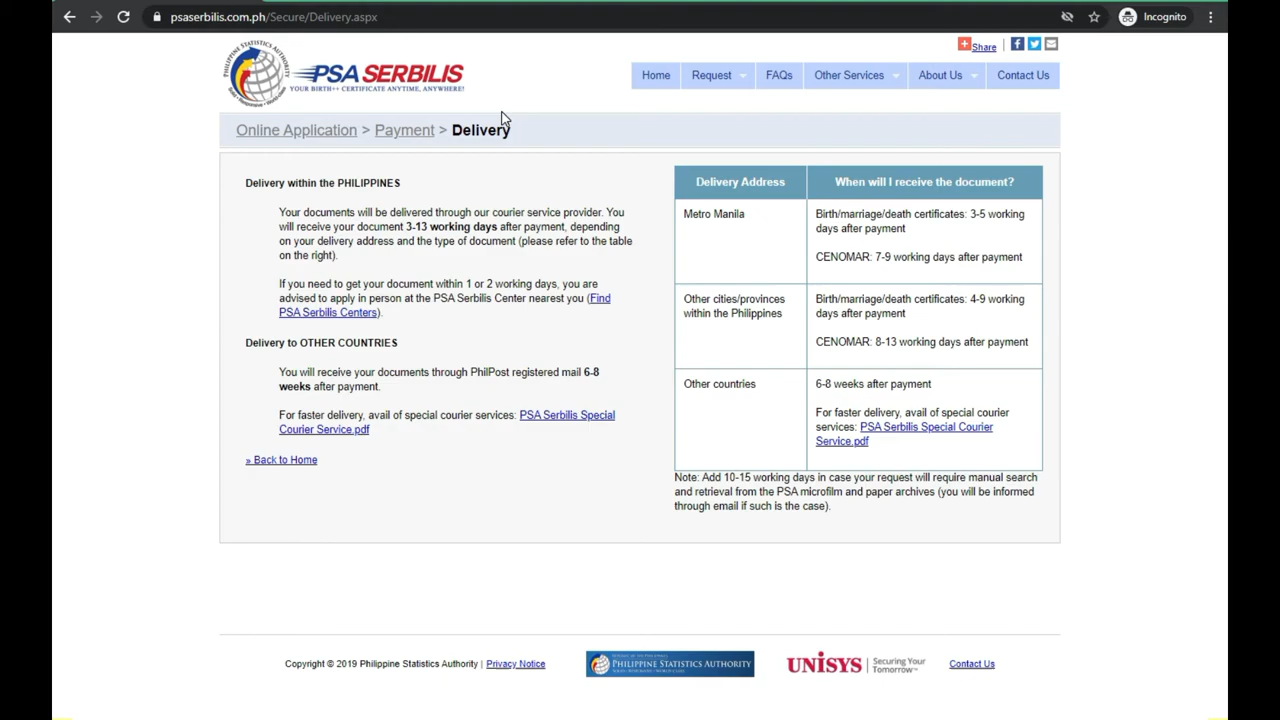 psaserbilis.com.ph/Secure/Delivery.aspx
Incognito
Share
PHILIPPINE STATISTICS AUTHORITY
PSA SERBILIS
YOUR BIRTH++ CERTIFICATE ANYTIME, ANYWHERE!
Home Request FAQs Other Services About Us Contact Us
Online Application > Payment > Delivery
Delivery within the PHILIPPINES
Your documents will be delivered through our courier service provider. You
will receive your document 3-13 working days after payment, depending
on your delivery address and the type of document (please refer to the table
on the right).
If you need to get your document within 1 or 2 working days, you are
advised to apply in person at the PSA Serbilis Center nearest you (Find
PSA Serbilis Centers).
Delivery to OTHER COUNTRIES
You will receive your documents through PhilPost registered mail 6-8
weeks after payment.
For faster delivery, avail of special courier services: PSA Serbilis Special
Courier Service.pdf
» Back to Home
Delivery Address When will I receive the document?
Metro Manila
Birth/marriage/death certificates: 3-5 working
days after payment
CENOMAR: 7-9 working days after payment
Other cities/provinces
within the Philippines
Birth/marriage/death certificates: 4-9 working
days after payment
CENOMAR: 8-13 working days after payment
Other countries
6-8 weeks after payment
For faster delivery, avail of special courier
services: PSA Serbilis Special Courier
Service.pdf
Note: Add 10-15 working days in case your request will require manual search
and retrieval from the PSA microfilm and paper archives (you will be informed
through email if such is the case).
Copyright © 2019 Philippine Statistics Authority | Privacy Notice
PHILIPPINE STATISTICS AUTHORITY
UNISYS | Securing Your
Tomorrow™
Contact Us